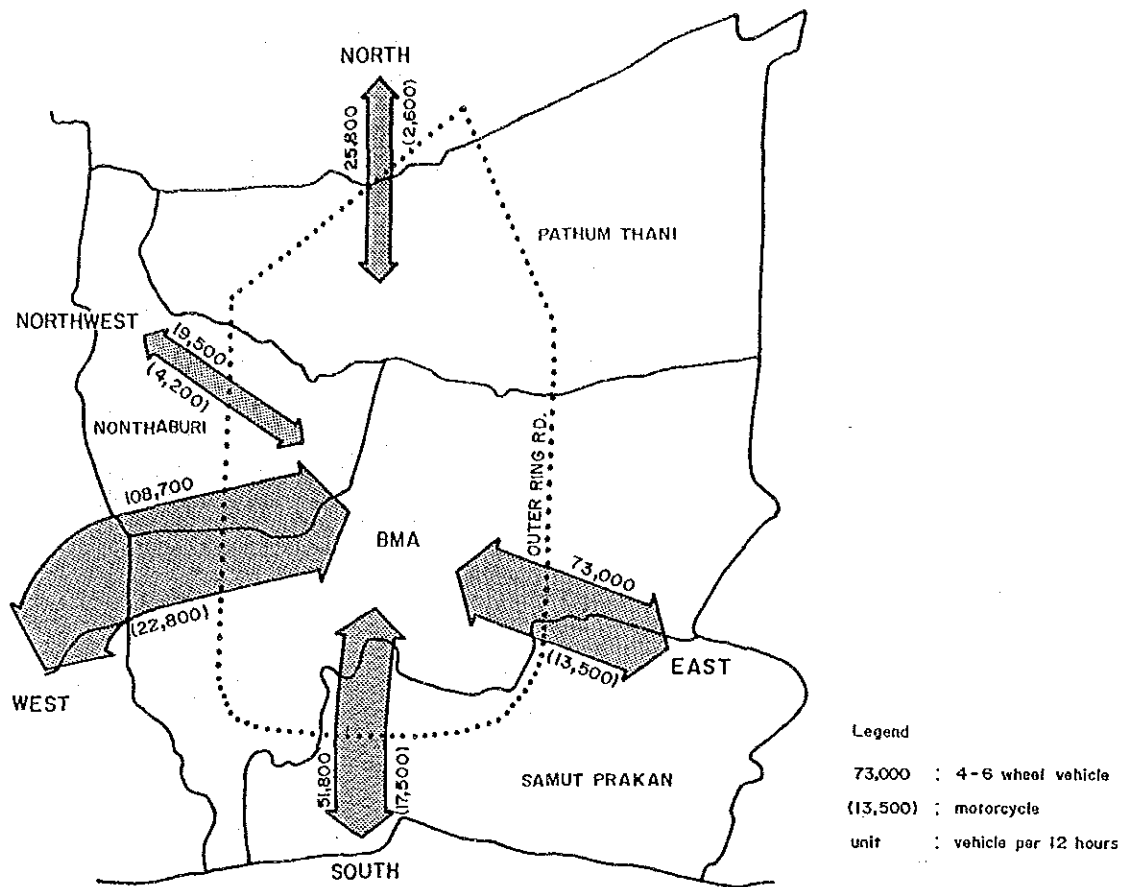 NORTH
25,800
(2,600)
PATHUM THANI
NORTHWEST
19,500
(4,200)
NONTHABURI
108,700
(22,800)
WEST
BMA
OUTER RING RD.
73,000
(13,500)
EAST
51,800
(17,500)
SAMUT PRAKAN
SOUTH
Legend
73,000 : 4-6 wheel vehicle
(13,500) : motorcycle
unit : vehicle per 12 hours